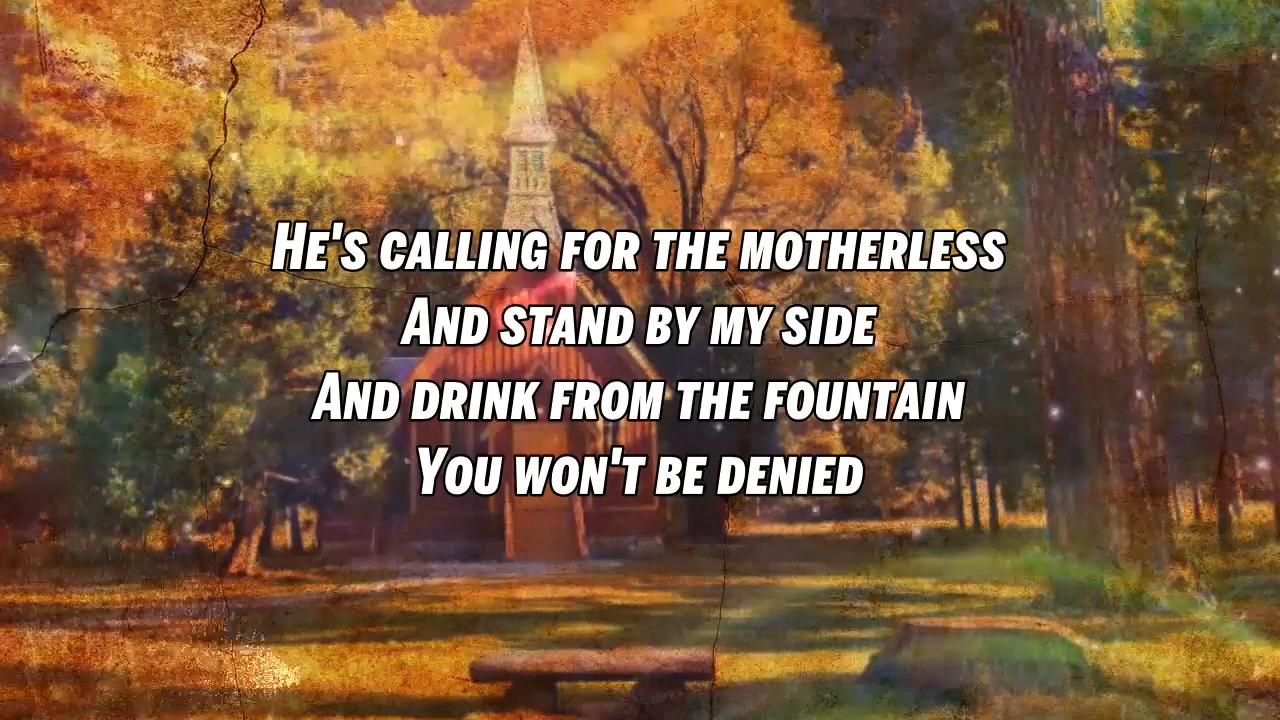 He's calling for the motherless
And stand by my side
And drink from the fountain
You won't be denied